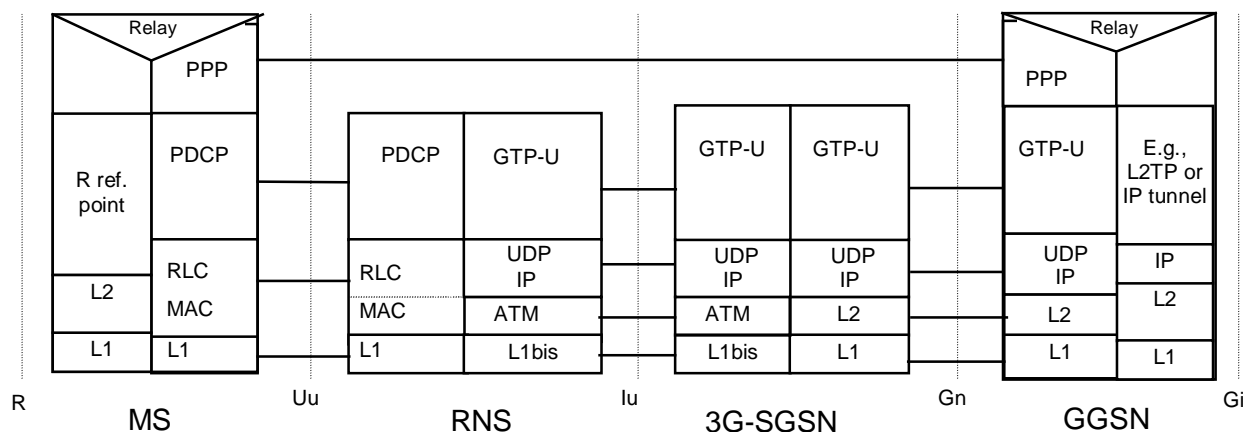 Relay
PPP
R ref.
point
L2
L1
PDCP
RLC
MAC
L1
PDCP
RLC
MAC
L1
GTP-U
UDP
IP
ATM
L1bis
GTP-U
UDP
IP
ATM
L1bis
GTP-U
UDP
IP
L2
L1
Relay
PPP
GTP-U
UDP
IP
L2
L1
E.g.,
L2TP or
IP tunnel
IP
L2
L1
R
MS
Uu
RNS
Iu
3G-SGSN
Gn
GGSN
Gi